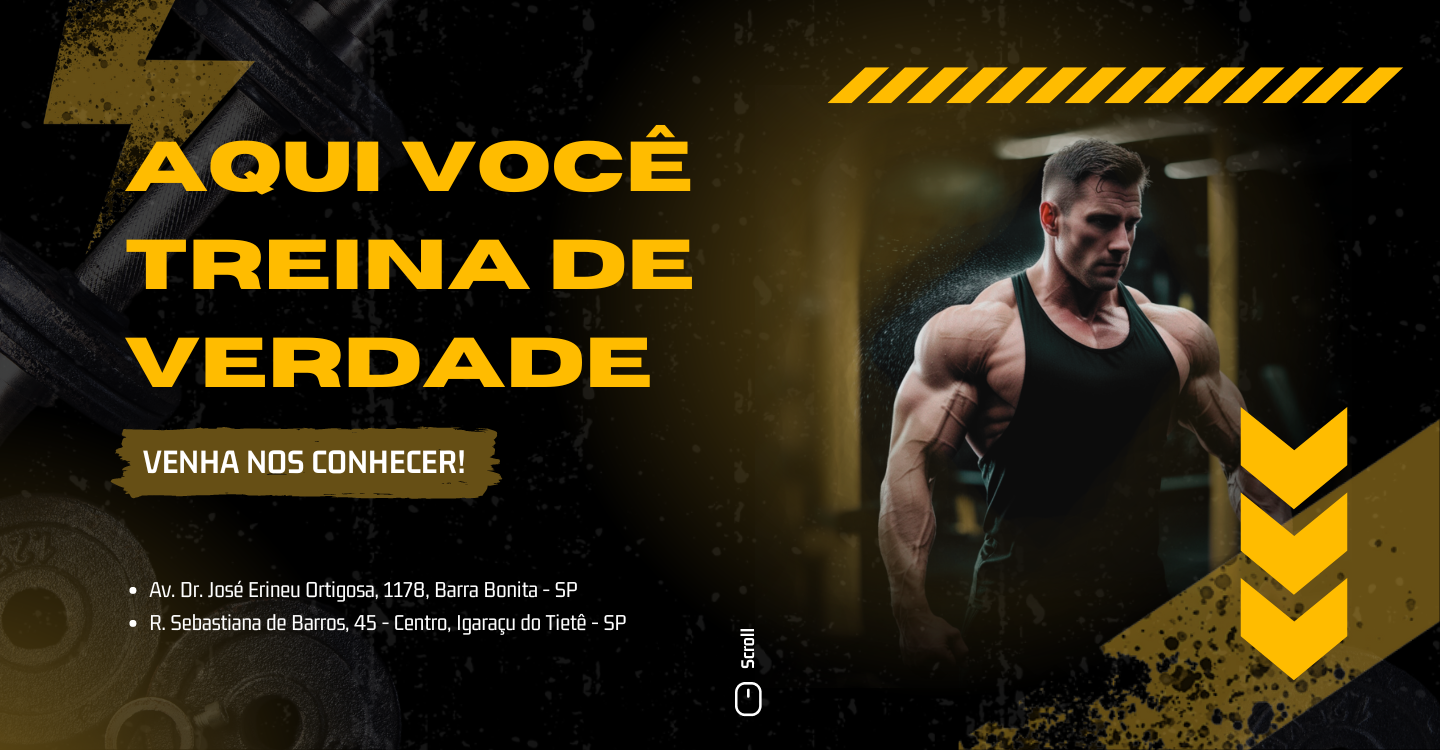 AQUI VOCÊ
TREINA DE
VERDADE
VENHA NOS CONHECER!
• Av. Dr. José Erineu Ortigosa, 1178, Barra Bonita - SP
• R. Sebastiana de Barros, 45 - Centro, Igaraçu do Tietê - SP
Scroll